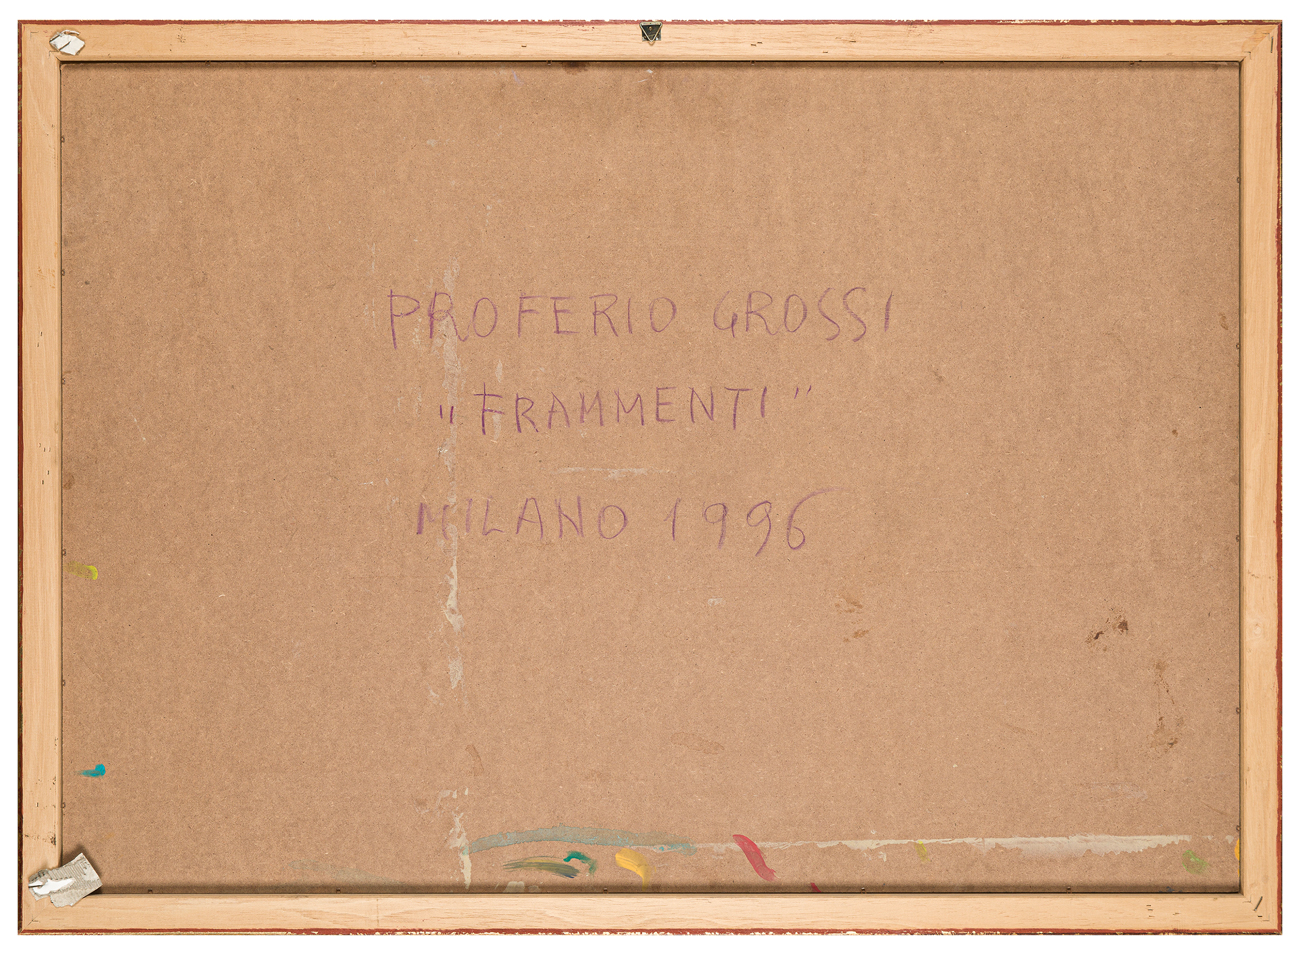 PROFERIO GROSSI
"FRAMMENTI"
MILANO 1996